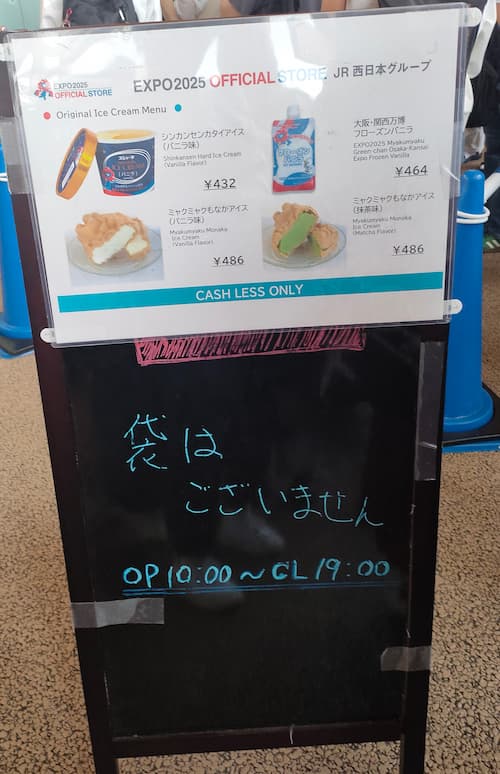 EXPO2025
OFFICIALSTORE
EXPO2025 OFFICIAL STORE JR 西日本グループ
Original Ice Cream Menu
シンカンセンカタイアイス
(バニラ味)
Shinkansen Hard Ice Cream
(Vanilla Flavor)
¥432
大阪・関西万博
フローズンバニラ
EXPO2025 Myakumyaku
Green-chan Osaka-Kansai
Expo Frozen Vanilla
¥464
ミャクミャクもなかアイス
(バニラ味)
Myakumyaku Monaka
Ice Cream
(Vanilla Flavor)
¥486
ミャクミャクもなかアイス
(抹茶味)
Myakumyaku Monaka
Ice Cream
(Matcha Flavor)
¥486
CASH LESS ONLY
袋は
ございません
OP10:00~CL19:00